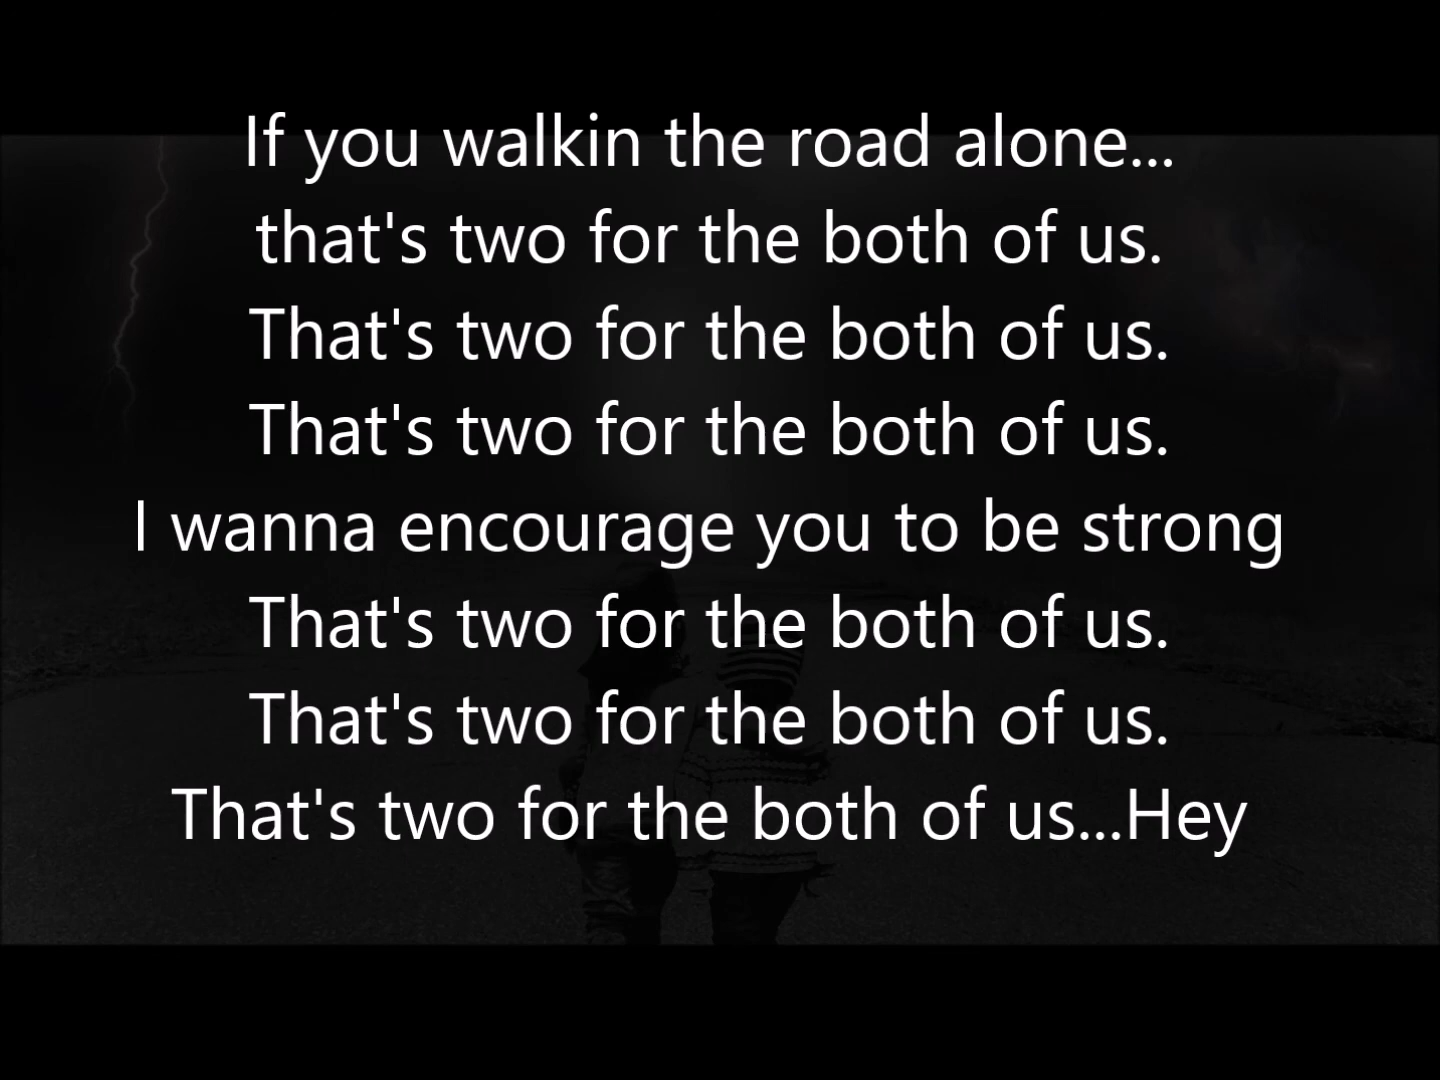 If you walkin the road alone...
that's two for the both of us.
That's two for the both of us.
That's two for the both of us.
I wanna encourage you to be strong
That's two for the both of us.
That's two for the both of us.
That's two for the both of us...Hey